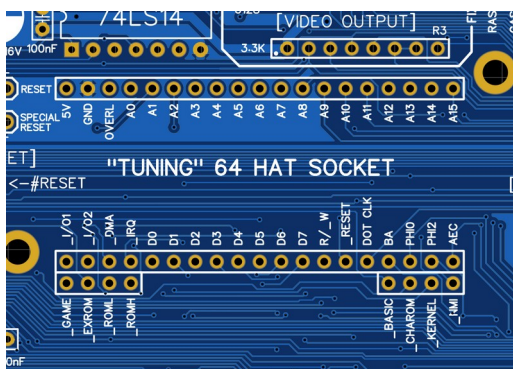 74LS14
[VIDEO OUTPUT]
R3
16V 100nF
3.3K
RESET
SPECIAL
RESET
5V GND OVERL A0 A1 A2 A3 A4 A5 A6 A7 A8 A9 A10 A11 A12 A13 A14 A15
"TUNING" 64 HAT SOCKET
<-#RESET
_I/O1 _I/O2 _DMA _IRQ D0 D1 D2 D3 D4 D5 D6 D7 R/_W _RESET DOT CLK BA PHI0 PHI2 AEC
_GAME _EXROM _ROML _ROMH _BASIC _CHAROM _KERNEL _NMI